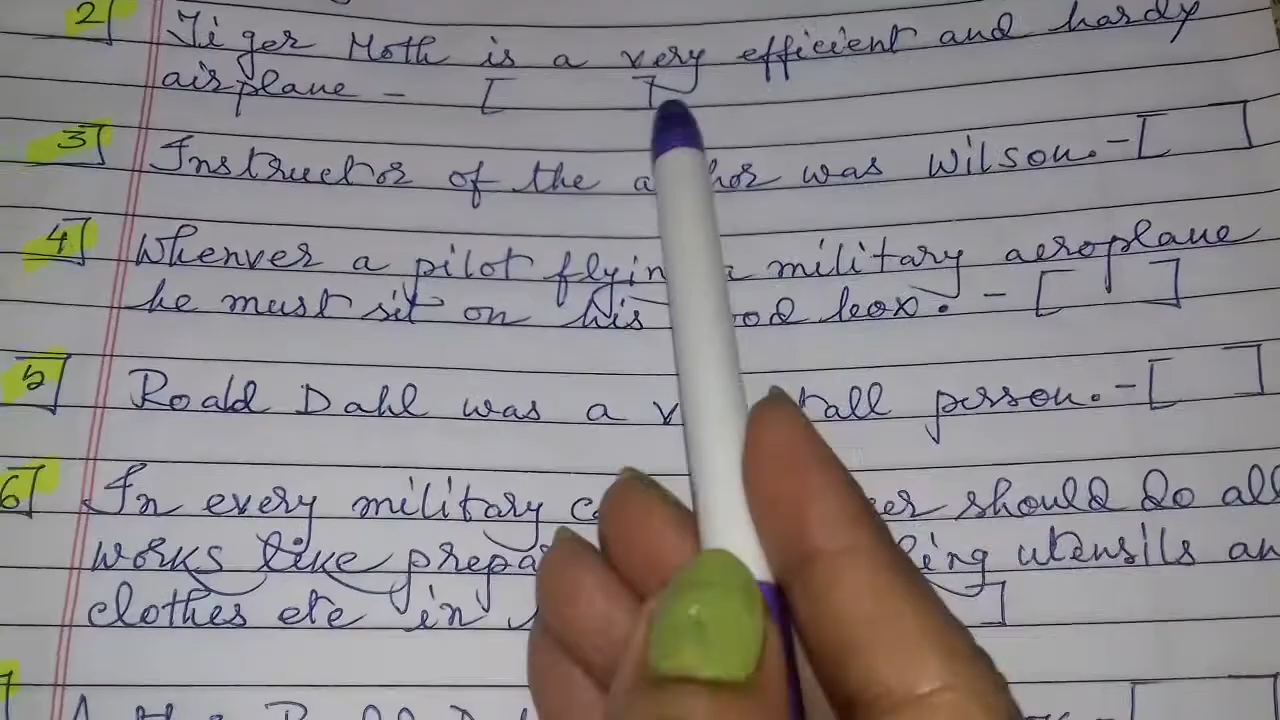 2] Tiger Moth is a very efficient and hardy
airplane - [ ]
3] Instructor of the was Wilson. - [ ]
4] Whenver a pilot military aeroplane
he must sit on his box. - [ ]
5] Roald Dahl was a tall person. - [ ]
6] In every military should do all
works like utensils an
clothes etc in ]